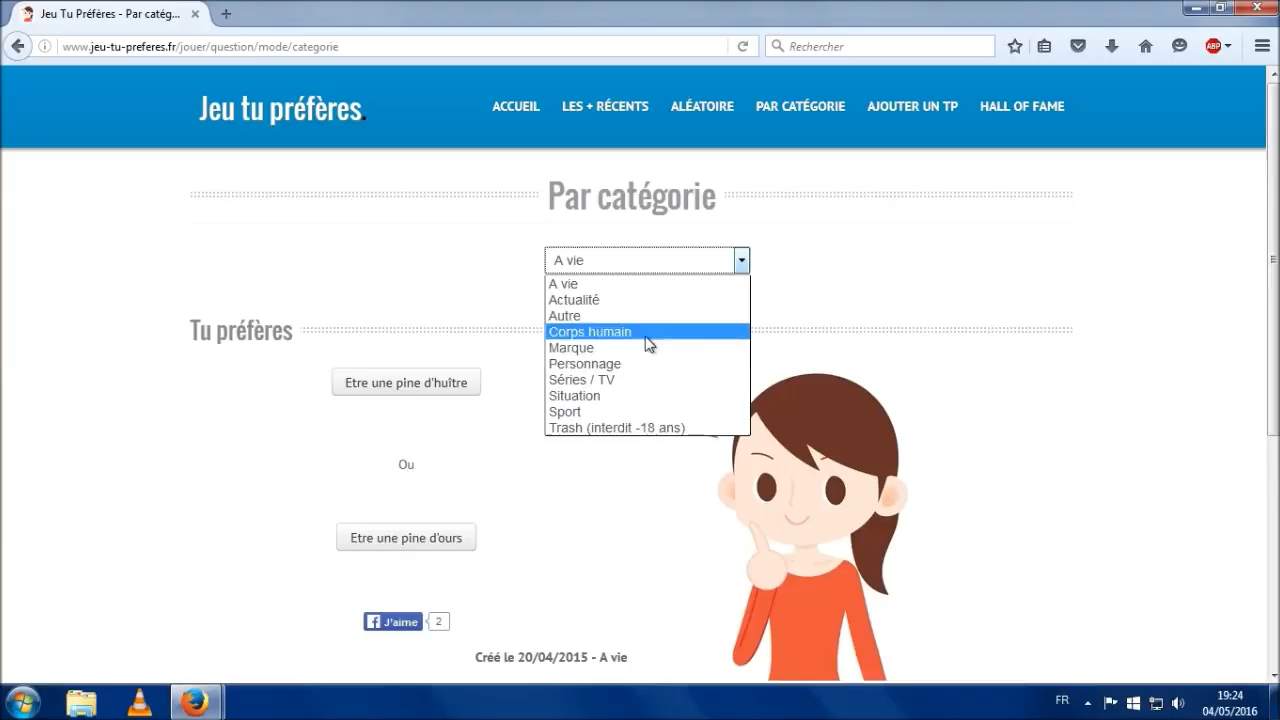 Jeu Tu Préfères - Par catég...
www.jeu-tu-preferes.fr/jouer/question/mode/categorie
Rechercher
ABP
Jeu tu préfères.
ACCUEIL
LES + RÉCENTS
ALÉATOIRE
PAR CATÉGORIE
AJOUTER UN TP
HALL OF FAME
Par catégorie
A vie
A vie
Actualité
Autre
Corps humain
Marque
Personnage
Séries / TV
Situation
Sport
Trash (interdit -18 ans)
Tu préfères
Etre une pine d'huître
Ou
Etre une pine d'ours
J'aime
2
Créé le 20/04/2015 - A vie
FR
19:24
04/05/2016